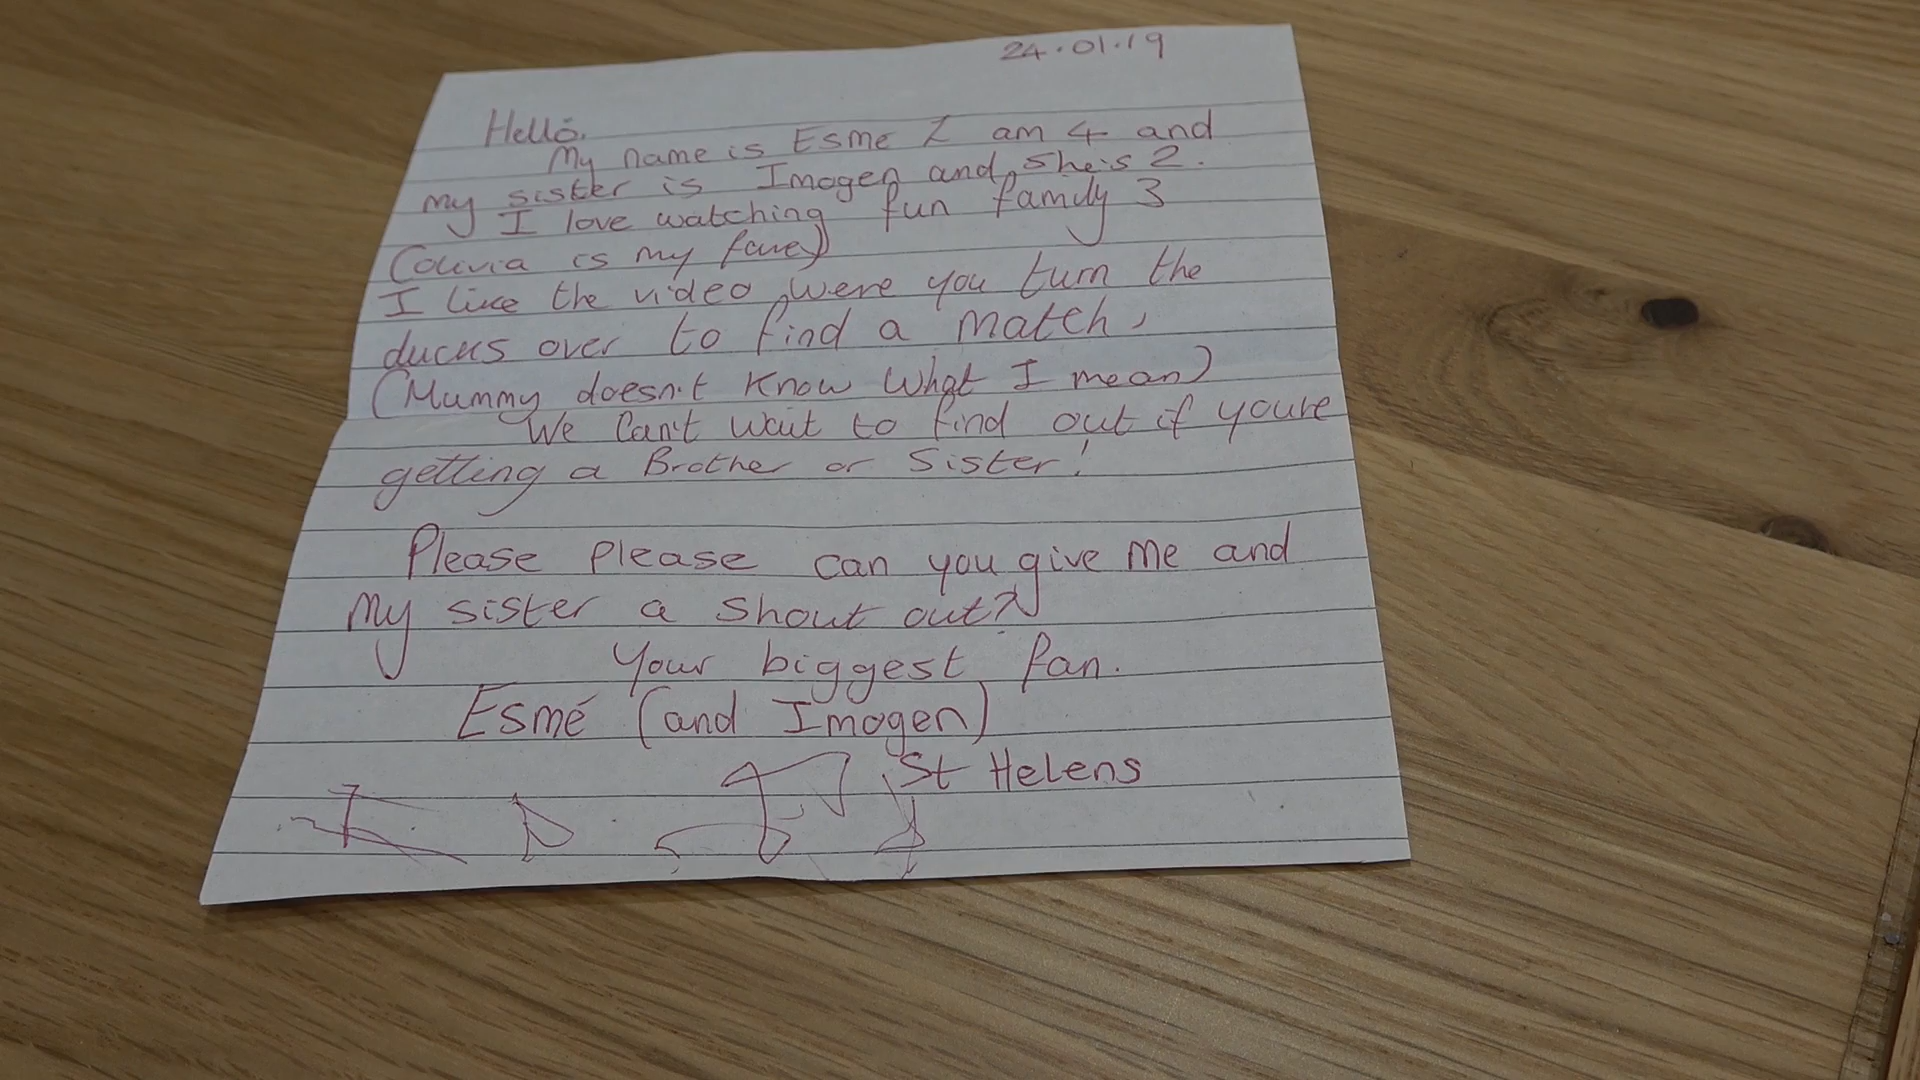 24.01.19
Hello.
My name is Esme I am 4 and
my sister is Imogen and she's 2.
I love watching fun family 3
(Olivia is my fave)
I like the video were you turn the
ducks over to find a match,
(Mummy doesn't know what I mean)
We Can't wait to find out if youre
getting a Brother or Sister!
Please Please can you give me and
my sister a shout out?
Your biggest fan.
Esmé (and Imogen)
St Helens